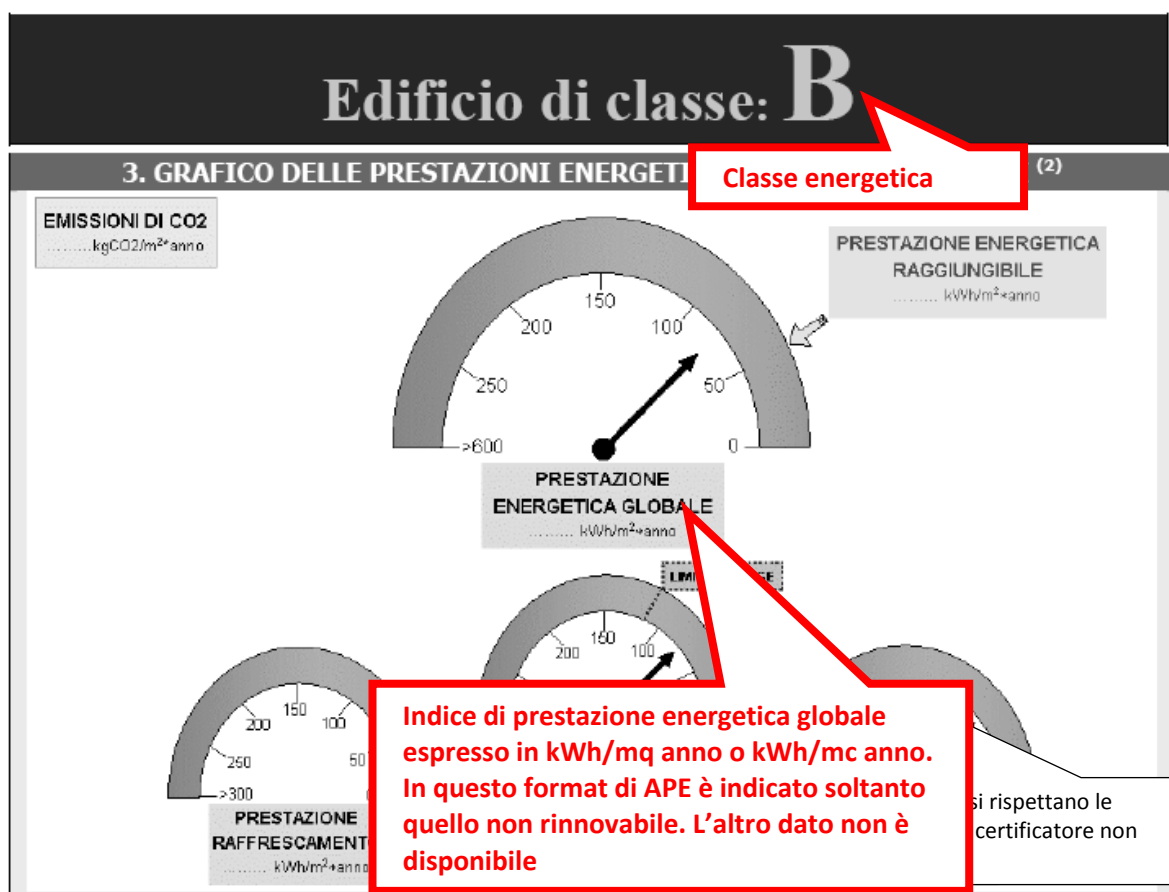 Edificio di classe: B
3. GRAFICO DELLE PRESTAZIONI ENERGETI (2)
Classe energetica
EMISSIONI DI CO2
.........kgCO2/m²*anno
PRESTAZIONE ENERGETICA
RAGGIUNGIBILE
......... kWh/m²*anno
150
200
100
250
50
>600
0
PRESTAZIONE
ENERGETICA GLOBALE
......... kWh/m²*anno
150
200
100
150
200
100
250
50
>300
PRESTAZIONE
RAFFRESCAMENTO
......... kWh/m²*anno
Indice di prestazione energetica globale
espresso in kWh/mq anno o kWh/mc anno.
In questo format di APE è indicato soltanto
quello non rinnovabile. L'altro dato non è
disponibile
si rispettano le
certificatore non